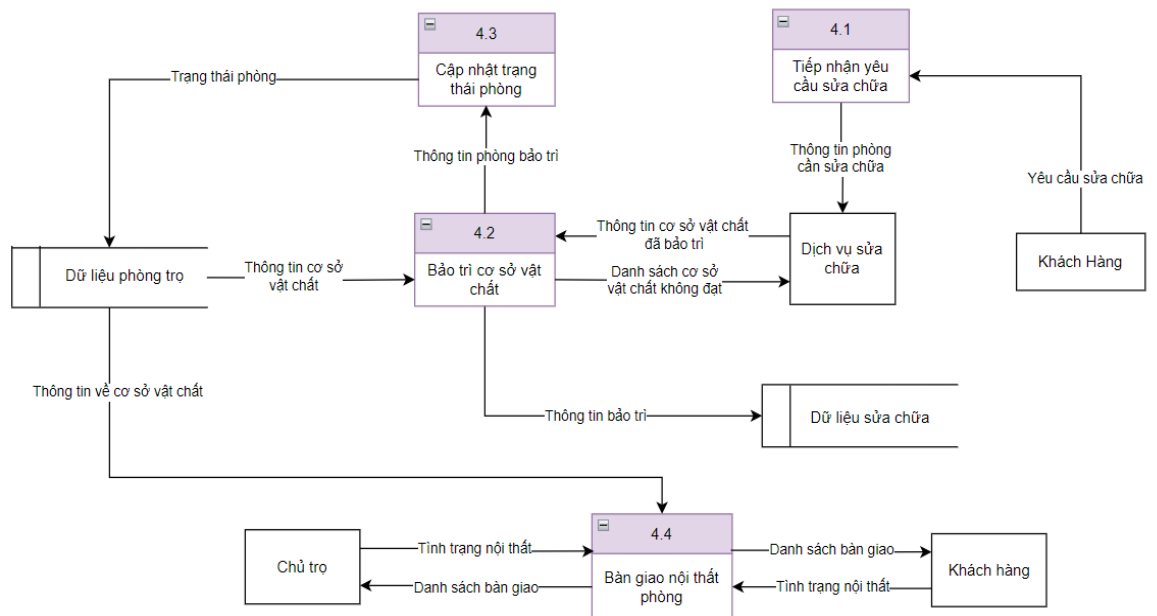 4.3
4.1
Cập nhật trạng
thái phòng
Tiếp nhận yêu
cầu sửa chữa
Trạng thái phòng
Thông tin phòng bảo trì
Thông tin phòng
cần sửa chữa
Yêu cầu sửa chữa
4.2
Thông tin cơ sở vật chất
đã bảo trì
Dịch vụ sửa
chữa
Khách Hàng
Dữ liệu phòng trọ
Thông tin cơ sở
vật chất
Bảo trì cơ sở vật
chất
Danh sách cơ sở
vật chất không đạt
Thông tin về cơ sở vật chất
Thông tin bảo trì
Dữ liệu sửa chữa
4.4
Chủ trọ
Tình trạng nội thất
Danh sách bàn giao
Bàn giao nội thất
phòng
Danh sách bàn giao
Tình trạng nội thất
Khách hàng